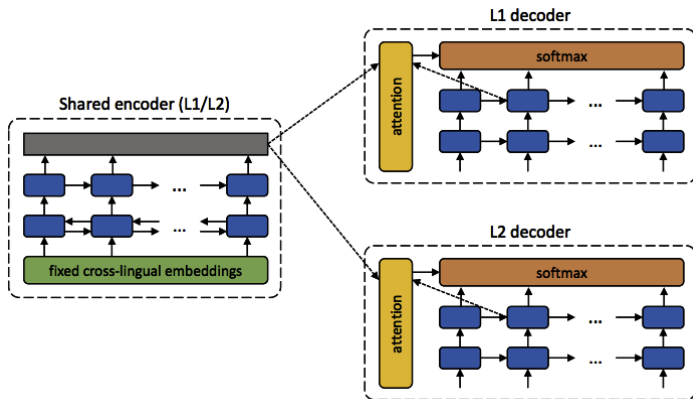 Shared encoder (L1/L2)
...
...
fixed cross-lingual embeddings
L1 decoder
attention
softmax
...
...
L2 decoder
attention
softmax
...
...